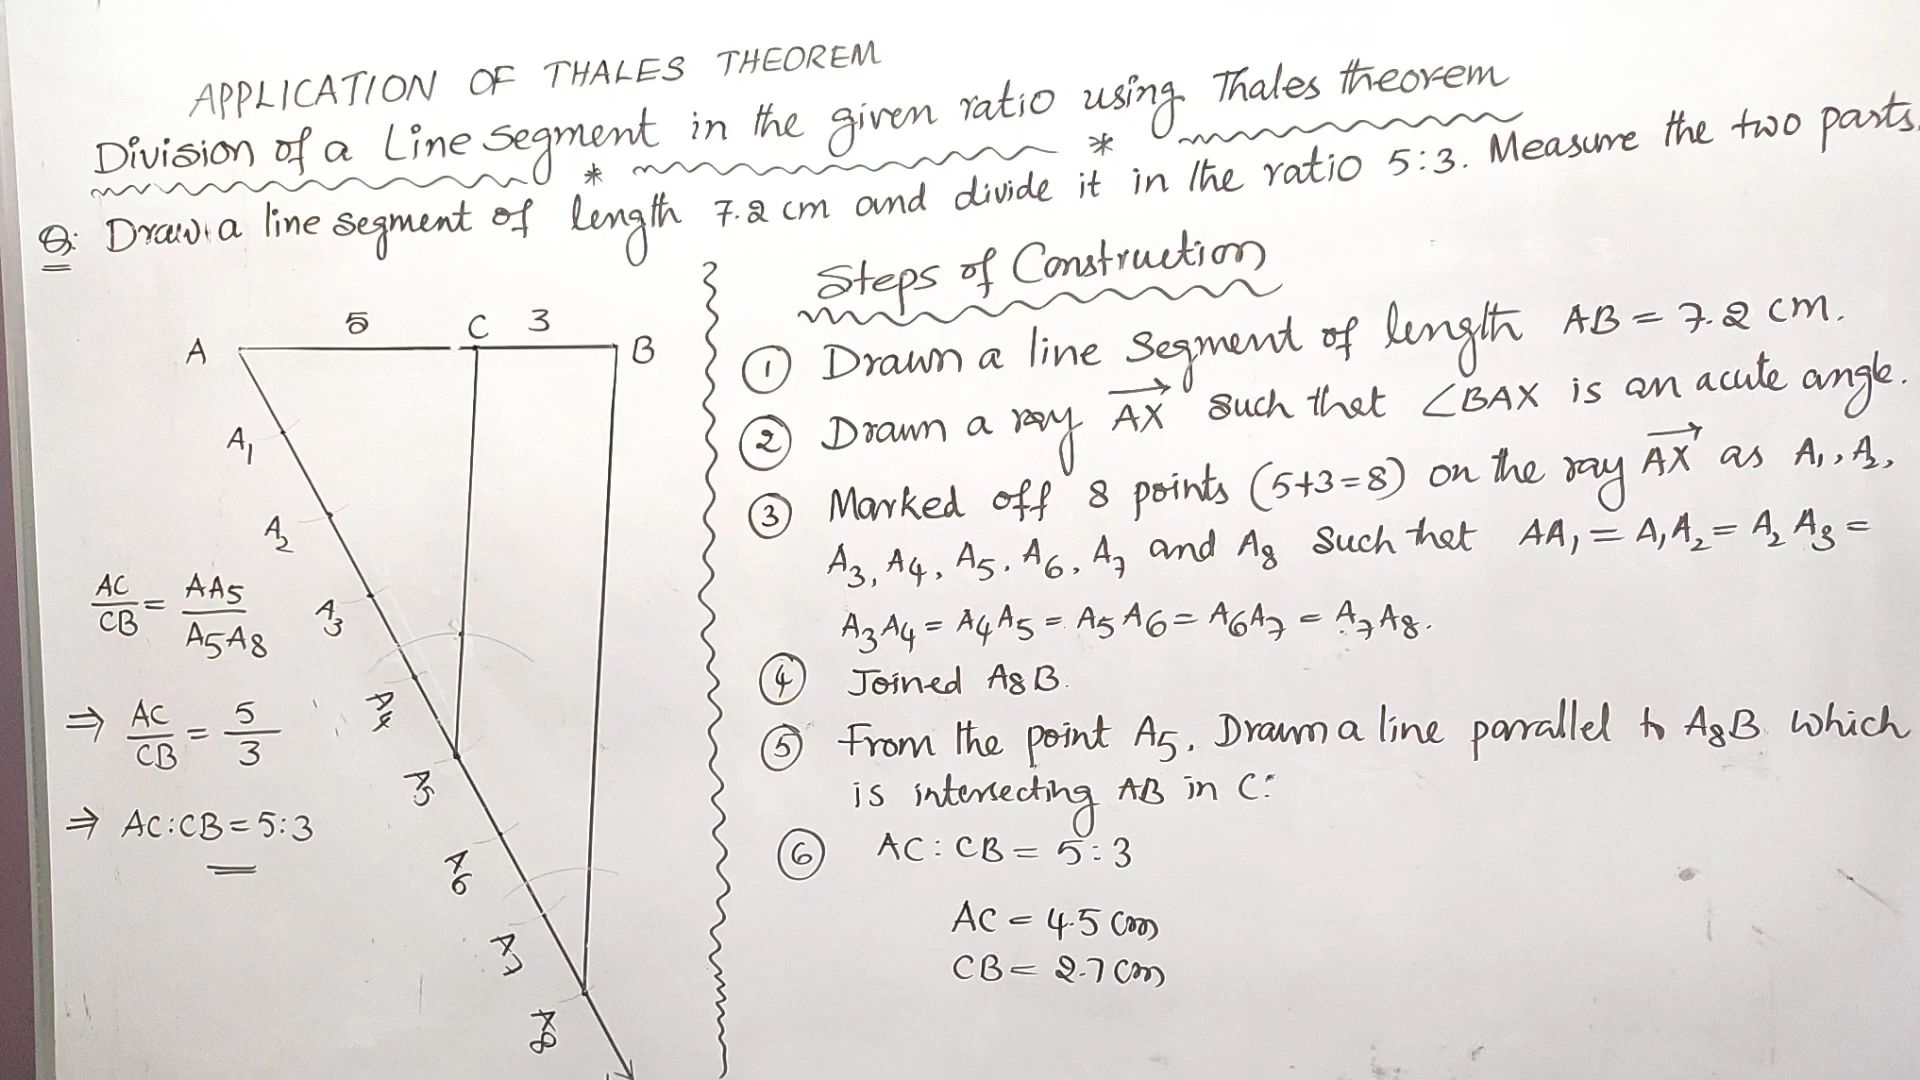 APPLICATION OF THALES THEOREM
Division of a Line segment in the given ratio using Thales theorem
Q: Draw a line segment of length 7.2 cm and divide it in the ratio 5:3. Measure the two parts.
5 C 3
A B
A₁
A₂
A₃
A₄
A₅
A₆
A₇
A₈
AC/CB = AA₅/A₅A₈
⇒ AC/CB = 5/3
⇒ AC:CB = 5:3
Steps of Construction
① Drawn a line segment of length AB = 7.2 cm.
② Drawn a ray AX such that ∠BAX is an acute angle.
③ Marked off 8 points (5+3=8) on the ray AX as A₁, A₂,
A₃, A₄, A₅, A₆, A₇ and A₈ such that AA₁ = A₁A₂ = A₂A₃ =
A₃A₄ = A₄A₅ = A₅A₆ = A₆A₇ = A₇A₈.
④ Joined A₈B.
⑤ From the point A₅, Drawn a line parallel to A₈B which
is intersecting AB in C.
⑥ AC : CB = 5:3
AC = 4.5 cm
CB = 2.7 cm